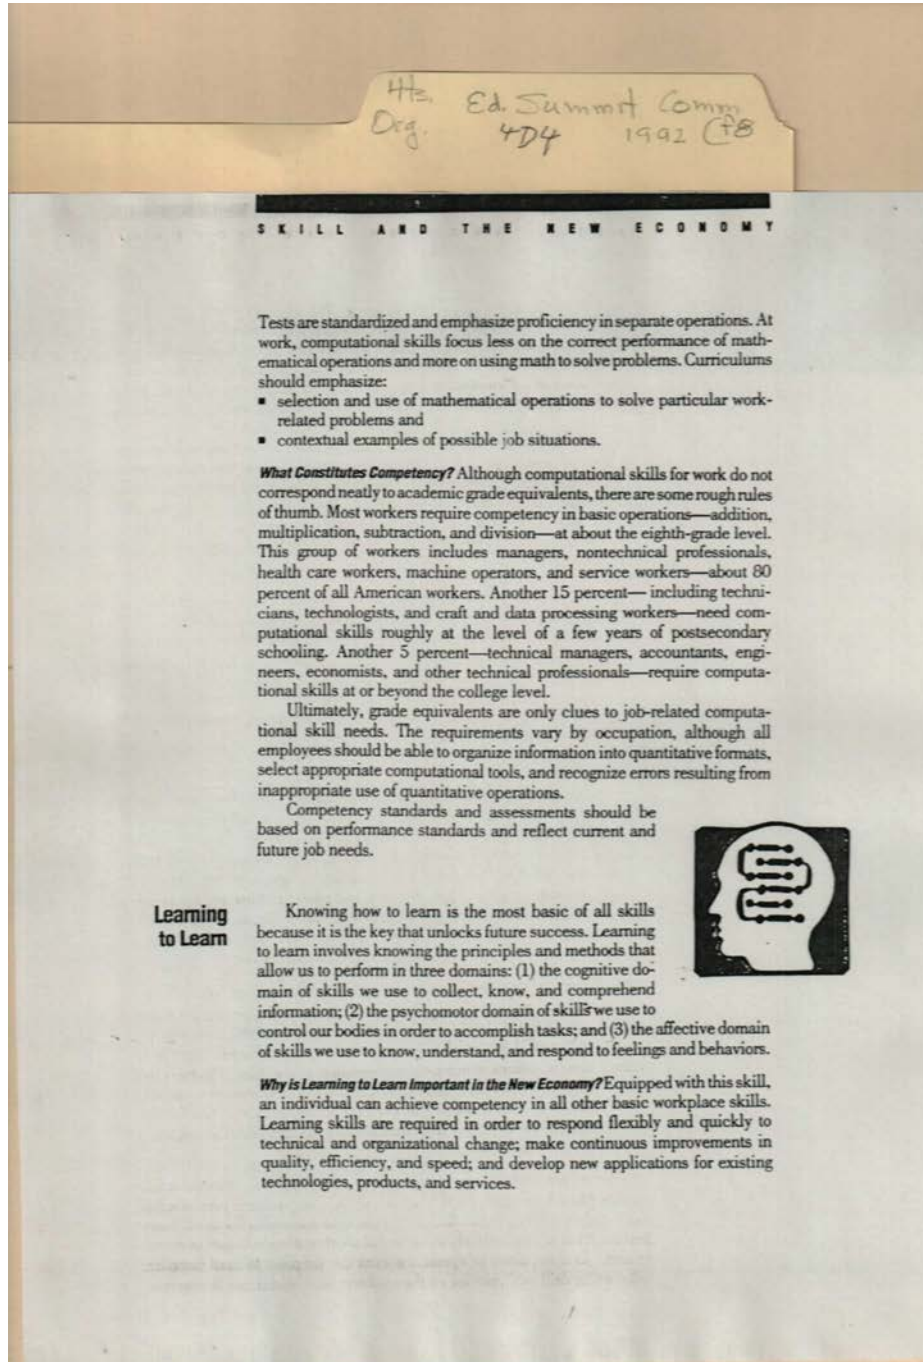 4Hs. Ed. Summit Comm
Org. 4D4 1992
SKILL AND THE NEW ECONOMY
Tests are standardized and emphasize proficiency in separate operations. At
work, computational skills focus less on the correct performance of math-
ematical operations and more on using math to solve problems. Curriculums
should emphasize:
▪ selection and use of mathematical operations to solve particular work-
related problems and
▪ contextual examples of possible job situations.
What Constitutes Competency? Although computational skills for work do not
correspond neatly to academic grade equivalents, there are some rough rules
of thumb. Most workers require competency in basic operations—addition,
multiplication, subtraction, and division—at about the eighth-grade level.
This group of workers includes managers, nontechnical professionals,
health care workers, machine operators, and service workers—about 80
percent of all American workers. Another 15 percent— including techni-
cians, technologists, and craft and data processing workers—need com-
putational skills roughly at the level of a few years of postsecondary
schooling. Another 5 percent—technical managers, accountants, engi-
neers, economists, and other technical professionals—require computa-
tional skills at or beyond the college level.
Ultimately, grade equivalents are only clues to job-related computa-
tional skill needs. The requirements vary by occupation, although all
employees should be able to organize information into quantitative formats,
select appropriate computational tools, and recognize errors resulting from
inappropriate use of quantitative operations.
Competency standards and assessments should be
based on performance standards and reflect current and
future job needs.
Learning
to Learn
Knowing how to learn is the most basic of all skills
because it is the key that unlocks future success. Learning
to learn involves knowing the principles and methods that
allow us to perform in three domains: (1) the cognitive do-
main of skills we use to collect, know, and comprehend
information; (2) the psychomotor domain of skills we use to
control our bodies in order to accomplish tasks; and (3) the affective domain
of skills we use to know, understand, and respond to feelings and behaviors.
Why is Learning to Learn Important in the New Economy? Equipped with this skill,
an individual can achieve competency in all other basic workplace skills.
Learning skills are required in order to respond flexibly and quickly to
technical and organizational change; make continuous improvements in
quality, efficiency, and speed; and develop new applications for existing
technologies, products, and services.